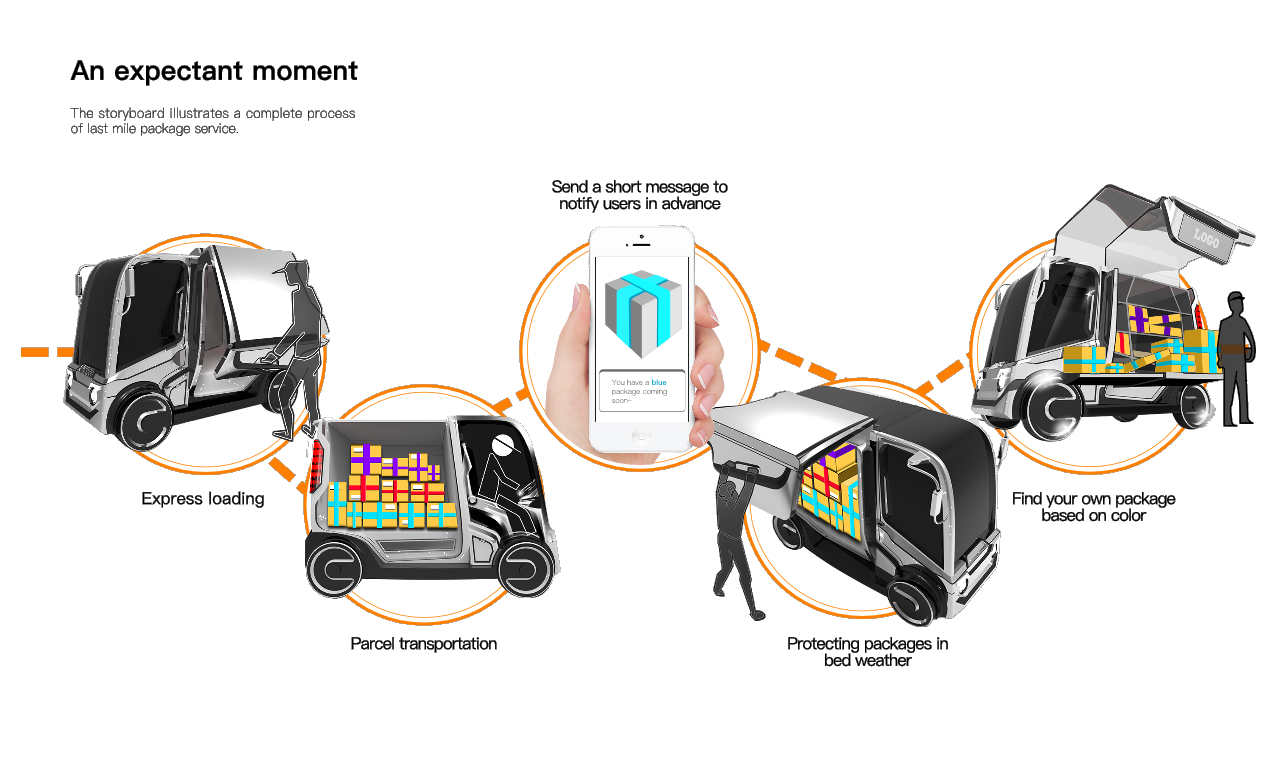 An expectant moment
The storyboard illustrates a complete process
of last mile package service.
Send a short message to
notify users in advance
LOGO
You have a blue
package coming
soon~
Express loading
Find your own package
based on color
Parcel transportation
Protecting packages in
bed weather